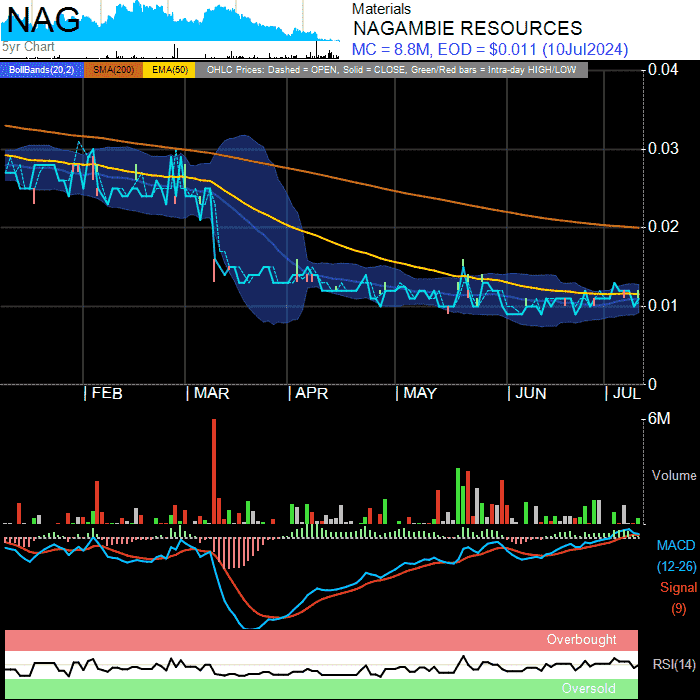 NAG
5yr Chart
Materials
NAGAMBIE RESOURCES
MC = 8.8M, EOD = $0.011 (10Jul2024)
BollBands(20,2) SMA(200) EMA(50) OHLC Prices: Dashed = OPEN, Solid = CLOSE, Green/Red bars = Intra-day HIGH/LOW
0.04
0.03
0.02
0.01
0
| FEB | MAR | APR | MAY | JUN | JUL
6M
Volume
MACD
(12-26)
Signal
(9)
Overbought
RSI(14)
Oversold